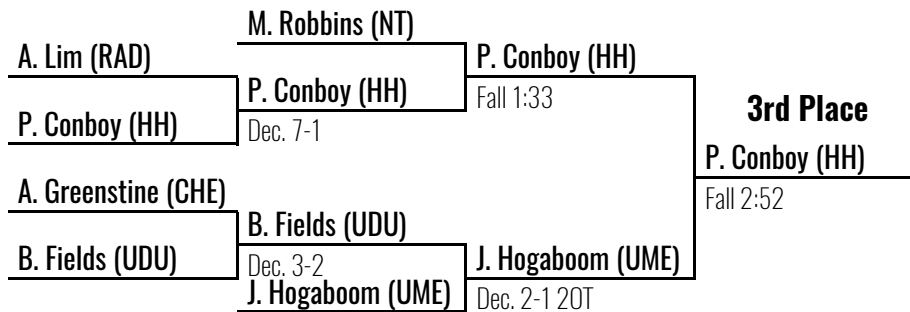 M. Robbins (NT)
A. Lim (RAD)
P. Conboy (HH)
P. Conboy (HH)
Fall 1:33
P. Conboy (HH)
Dec. 7-1
3rd Place
P. Conboy (HH)
Fall 2:52
A. Greenstine (CHE)
B. Fields (UDU)
B. Fields (UDU)
Dec. 3-2
J. Hogaboom (UME)
J. Hogaboom (UME)
Dec. 2-1 2OT